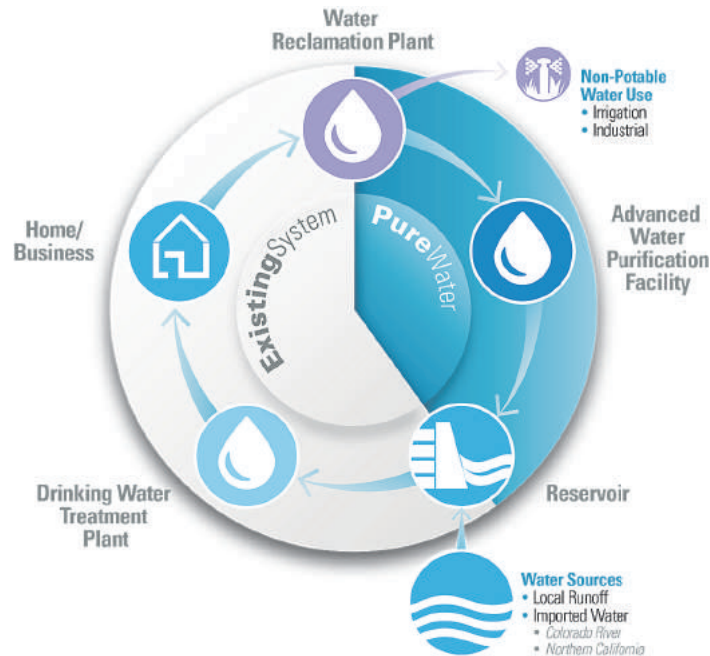 Water
Reclamation Plant
Non-Potable
Water Use
• Irrigation
• Industrial
Home/
Business
ExistingSystem
PureWater
Advanced
Water
Purification
Facility
Drinking Water
Treatment
Plant
Reservoir
Water Sources
• Local Runoff
• Imported Water
• Colorado River
• Northern California